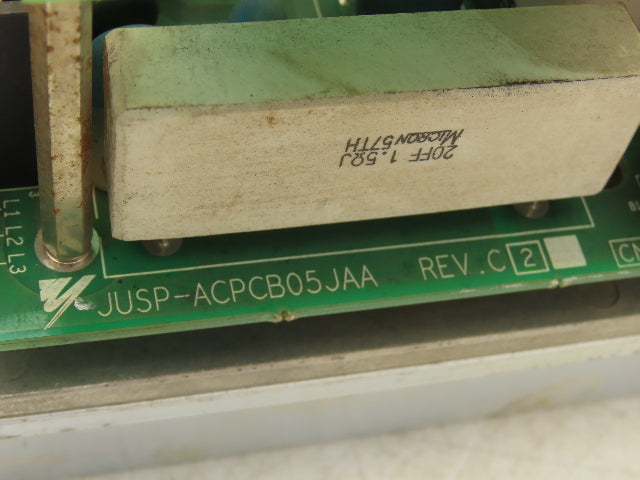 20FF 1.5ΩJ
MICRON 57TH
L1 L2 L3
JUSP-ACPCB05JAA REV.C 2